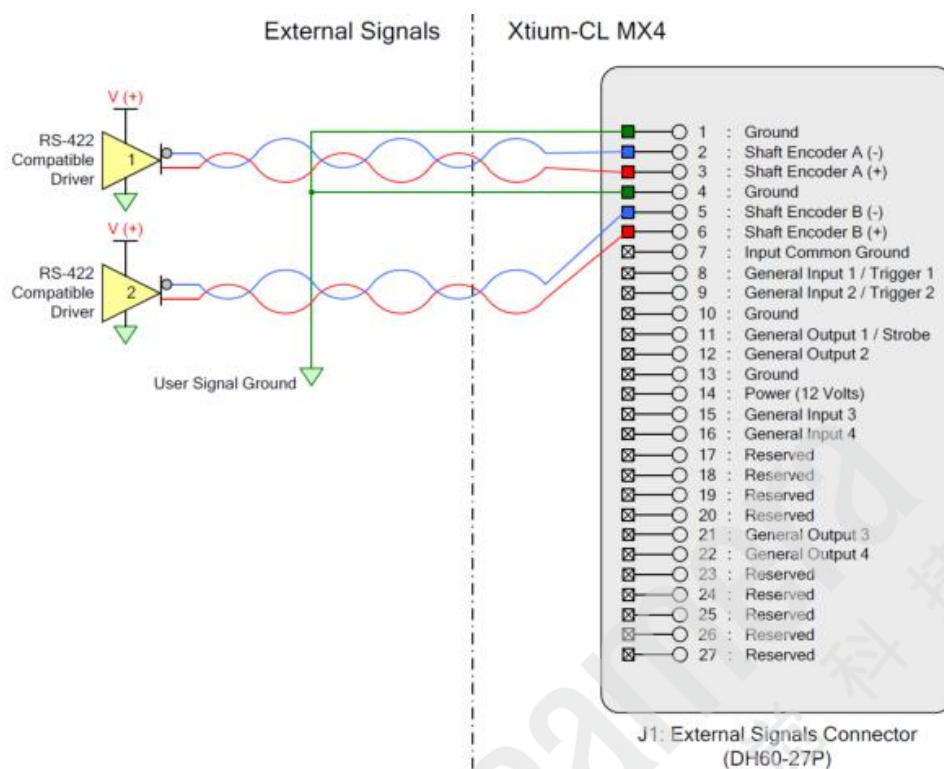 External Signals
Xtium-CL MX4
V (+)
RS-422
Compatible
Driver
1
V (+)
RS-422
Compatible
Driver
2
User Signal Ground
1 : Ground
2 : Shaft Encoder A (-)
3 : Shaft Encoder A (+)
4 : Ground
5 : Shaft Encoder B (-)
6 : Shaft Encoder B (+)
7 : Input Common Ground
8 : General Input 1 / Trigger 1
9 : General Input 2 / Trigger 2
10 : Ground
11 : General Output 1 / Strobe
12 : General Output 2
13 : Ground
14 : Power (12 Volts)
15 : General Input 3
16 : General Input 4
17 : Reserved
18 : Reserved
19 : Reserved
20 : Reserved
21 : General Output 3
22 : General Output 4
23 : Reserved
24 : Reserved
25 : Reserved
26 : Reserved
27 : Reserved
J1: External Signals Connector
(DH60-27P)